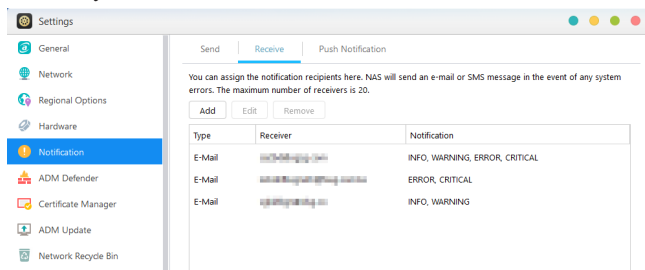 Settings
General
Network
Regional Options
Hardware
Notification
ADM Defender
Certificate Manager
ADM Update
Network Recycle Bin
Send Receive Push Notification
You can assign the notification recipients here. NAS will send an e-mail or SMS message in the event of any system
errors. The maximum number of receivers is 20.
Add Edit Remove
Type Receiver Notification
E-Mail INFO, WARNING, ERROR, CRITICAL
E-Mail ERROR, CRITICAL
E-Mail INFO, WARNING